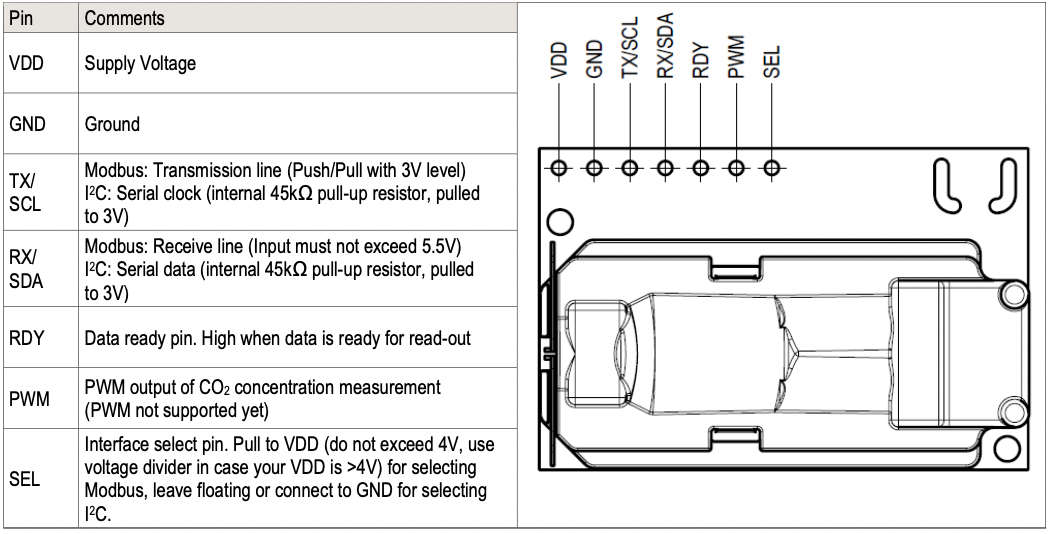 Pin Comments
VDD Supply Voltage
GND Ground
TX/
SCL
Modbus: Transmission line (Push/Pull with 3V level)
I²C: Serial clock (internal 45kΩ pull-up resistor, pulled
to 3V)
RX/
SDA
Modbus: Receive line (Input must not exceed 5.5V)
I²C: Serial data (internal 45kΩ pull-up resistor, pulled
to 3V)
RDY Data ready pin. High when data is ready for read-out
PWM
PWM output of CO₂ concentration measurement
(PWM not supported yet)
SEL
Interface select pin. Pull to VDD (do not exceed 4V, use
voltage divider in case your VDD is >4V) for selecting
Modbus, leave floating or connect to GND for selecting
I²C.
VDD
GND
TX/SCL
RX/SDA
RDY
PWM
SEL